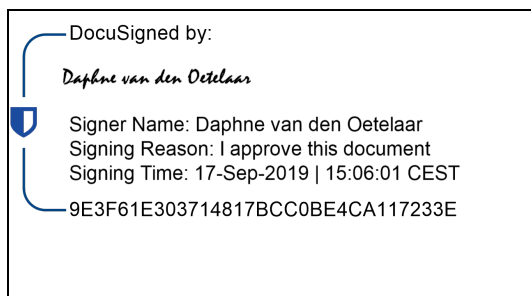 DocuSigned by:
Daphne van den Oetelaar
Signer Name: Daphne van den Oetelaar
Signing Reason: I approve this document
Signing Time: 17-Sep-2019 | 15:06:01 CEST
9E3F61E303714817BCC0BE4CA117233E